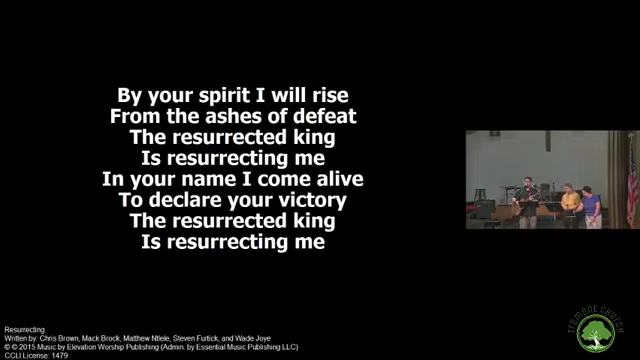 By your spirit I will rise
From the ashes of defeat
The resurrected king
Is resurrecting me
In your name I come alive
To declare your victory
The resurrected king
Is resurrecting me
Resurrecting
Written by: Chris Brown, Mack Brock, Matthew Ntlele, Steven Furtick, and Wade Joye
© © 2015 Music by Elevation Worship Publishing (Admin. by Essential Music Publishing LLC)
CCLI License: 1479